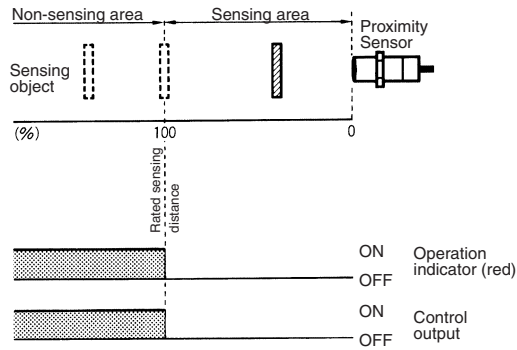 Non-sensing area
Sensing area
Proximity
Sensor
Sensing
object
(%)
100
0
Rated sensing
distance
ON
OFF
Operation
indicator (red)
ON
OFF
Control
output